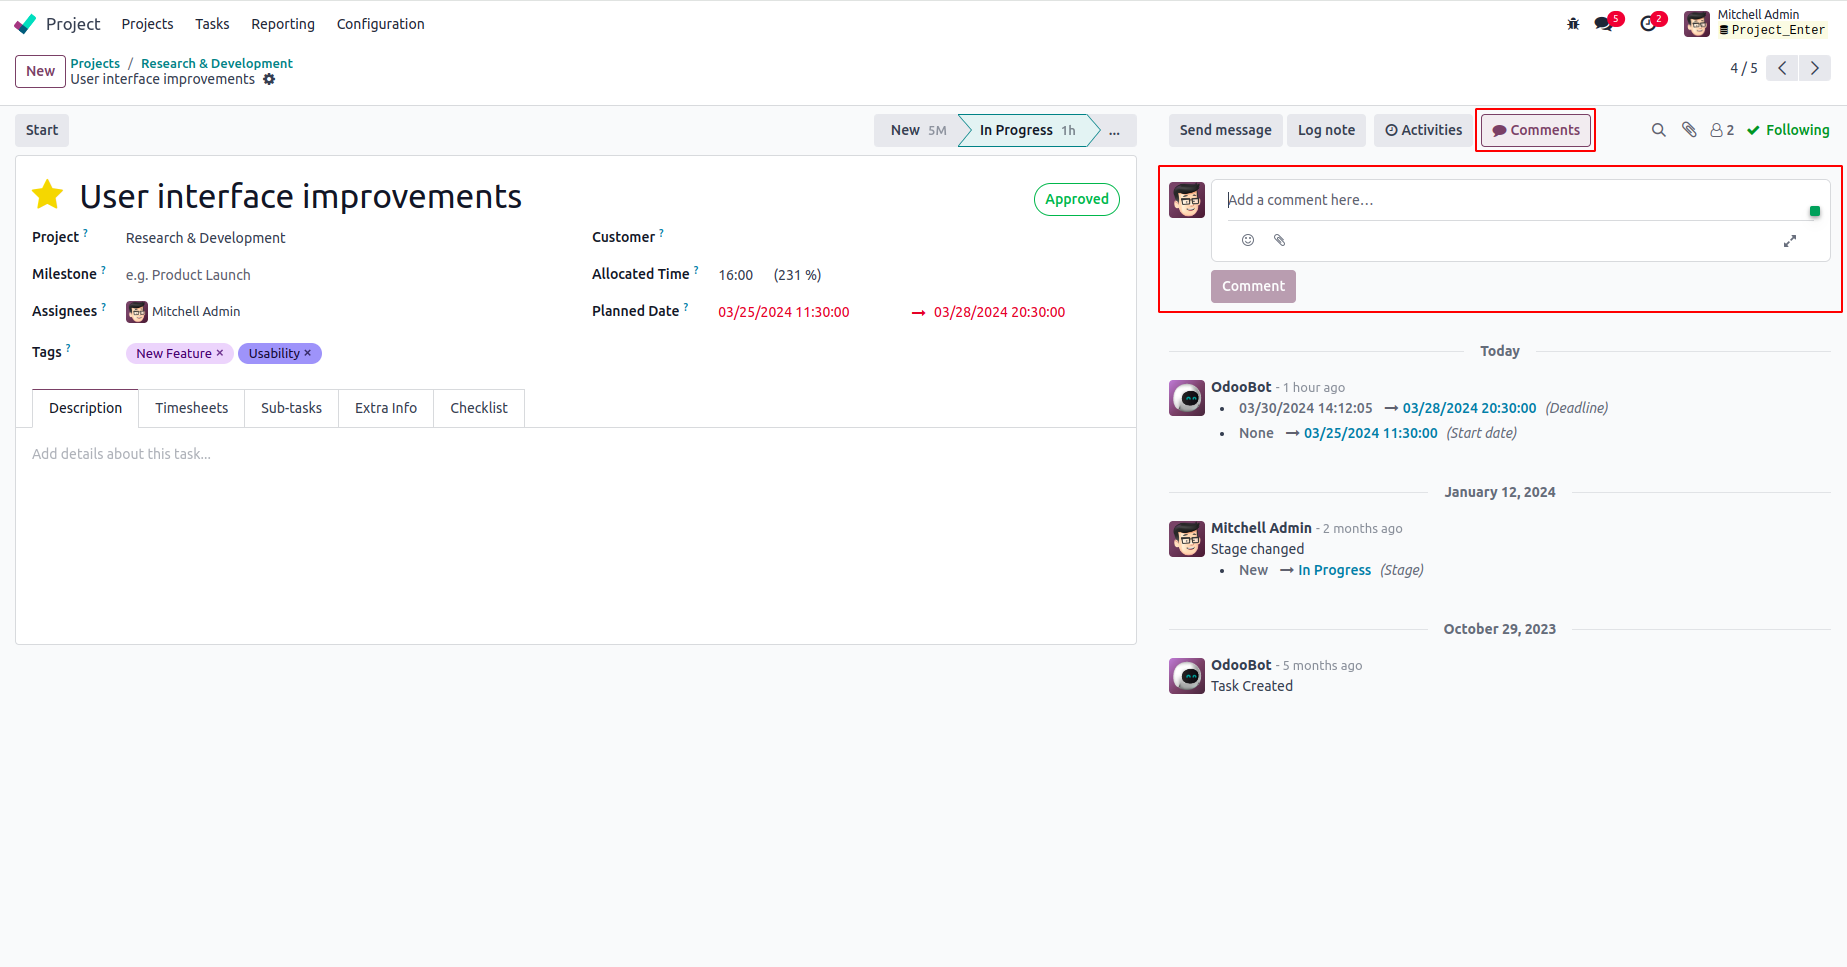 Project Projects Tasks Reporting Configuration 5 2 Mitchell Admin
Project_Enter
New Projects / Research & Development 4 / 5
User interface improvements
Start New 5M In Progress 1h ... Send message Log note Activities Comments 2 Following
User interface improvements Approved
Project ? Research & Development Customer ?
Milestone ? e.g. Product Launch Allocated Time ? 16:00 (231 %)
Assignees ? Mitchell Admin Planned Date ? 03/25/2024 11:30:00 → 03/28/2024 20:30:00
Tags ? New Feature × Usability ×
Description Timesheets Sub-tasks Extra Info Checklist
Add details about this task...
Add a comment here…
Comment
Today
OdooBot - 1 hour ago
• 03/30/2024 14:12:05 → 03/28/2024 20:30:00 (Deadline)
• None → 03/25/2024 11:30:00 (Start date)
January 12, 2024
Mitchell Admin - 2 months ago
Stage changed
• New → In Progress (Stage)
October 29, 2023
OdooBot - 5 months ago
Task Created